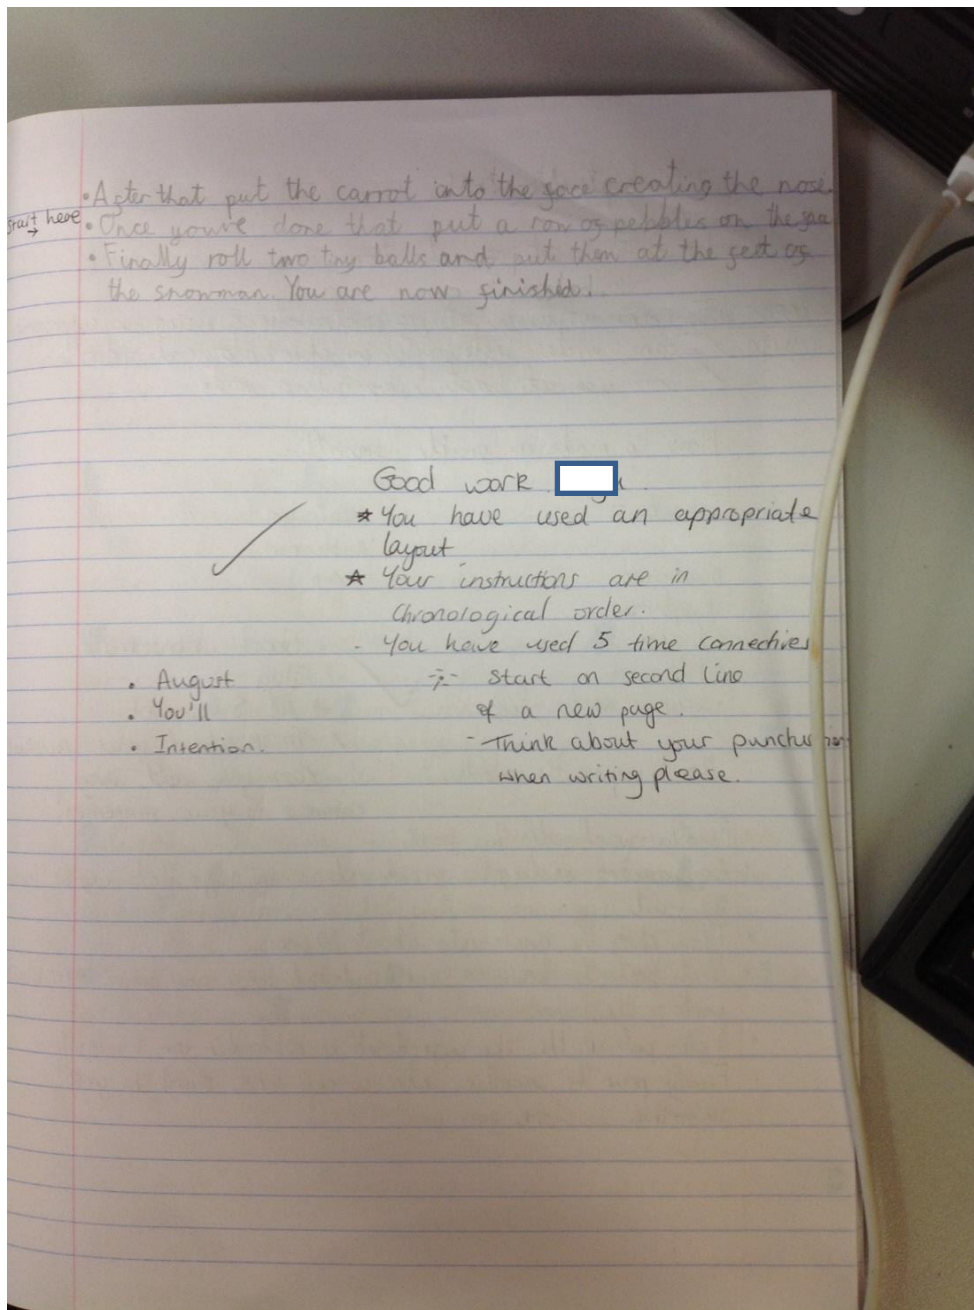 • After that put the carrot into the face creating the nose.
start here
→
• Once you're done that put a row of pebbles on the face
• Finally roll two tiny balls and put them at the feet of
the snowman. You are now finished!
Good work
* You have used an appropriate
layout
* Your instructions are in
Chronological order.
- You have used 5 time connectives
÷ Start on second line
of a new page.
- Think about your
when writing please.
• August
• You'll
• Intention.